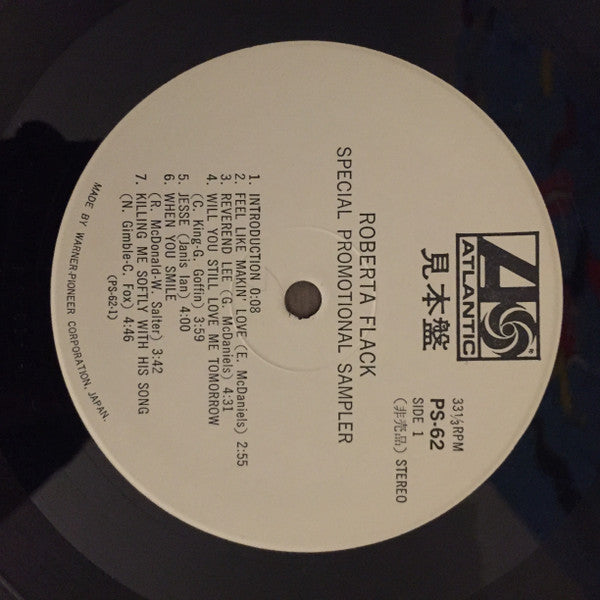 ATLANTIC
®
見本盤
33⅓RPM
PS-62
SIDE 1
(非売品) STEREO
ROBERTA FLACK
SPECIAL PROMOTIONAL SAMPLER
1. INTRODUCTION 0:08
2. FEEL LIKE MAKIN' LOVE (E. McDaniels) 2:55
3. REVEREND LEE (G. McDaniels) 4:31
4. WILL YOU STILL LOVE ME TOMORROW
(C. King-G. Goffin) 3:59
5. JESSE (Janis Ian) 4:00
6. WHEN YOU SMILE
(R. McDonald-W. Salter) 3:42
7. KILLING ME SOFTLY WITH HIS SONG
(N. Gimble-C. Fox) 4:46
(PS-62-1)
MADE BY WARNER-PIONEER CORPORATION, JAPAN.